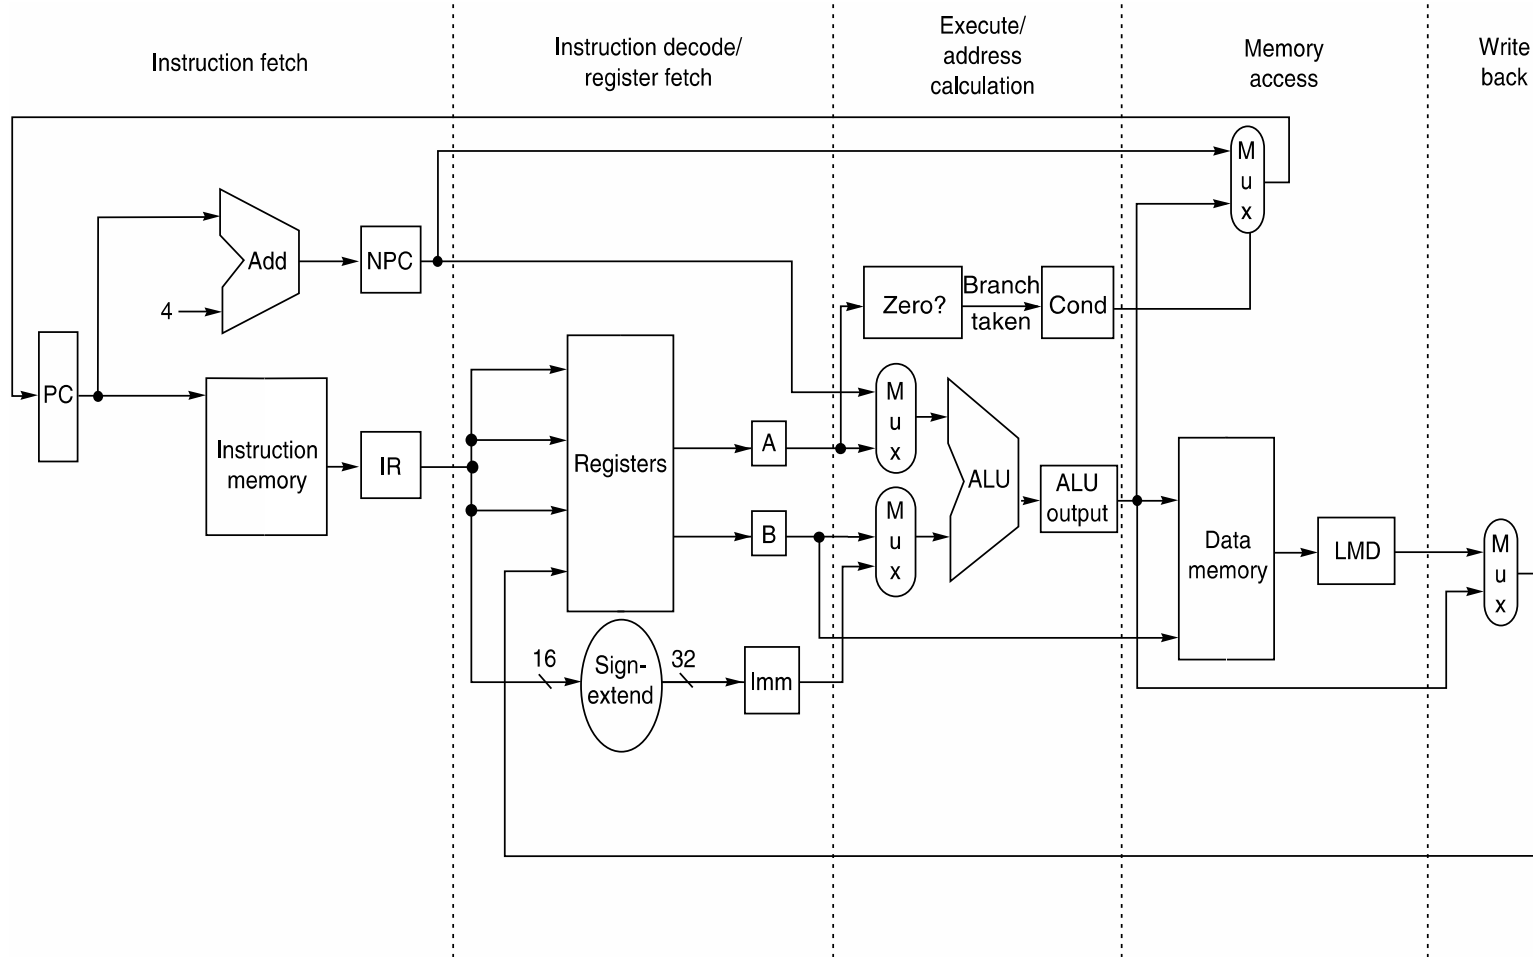 Instruction fetch
Instruction decode/
register fetch
Execute/
address
calculation
Memory
access
Write
back
M
u
x
Add
NPC
4
Zero?
Branch
taken
Cond
PC
Instruction
memory
IR
Registers
A
B
M
u
x
M
u
x
ALU
ALU
output
Data
memory
LMD
M
u
x
16
Sign-
extend
32
Imm